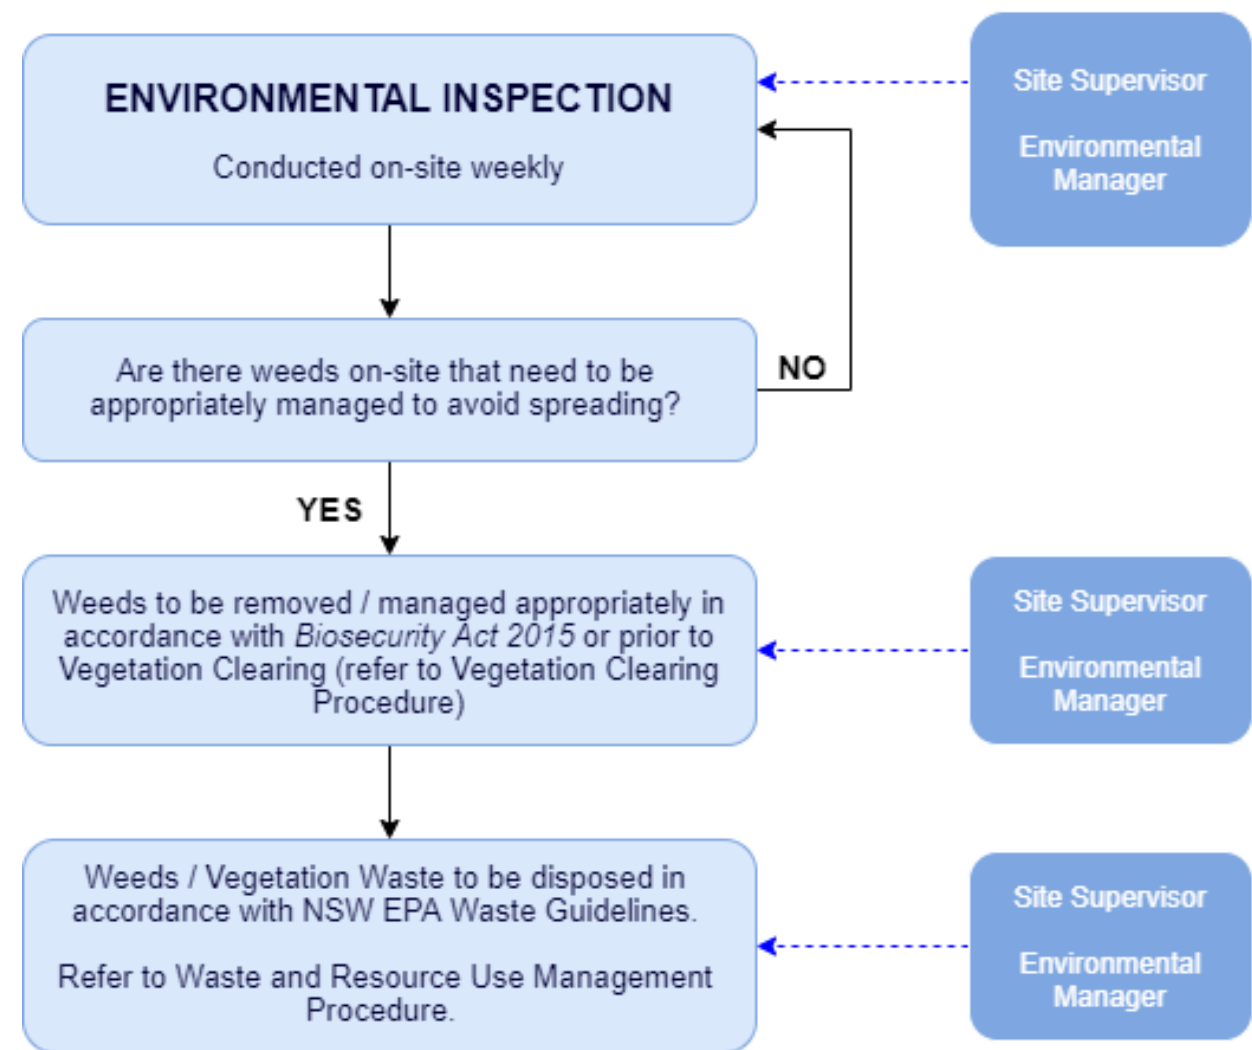 ENVIRONMENTAL INSPECTION
Conducted on-site weekly
Site Supervisor
Environmental
Manager
Are there weeds on-site that need to be
appropriately managed to avoid spreading?
NO
YES
Weeds to be removed / managed appropriately in
accordance with Biosecurity Act 2015 or prior to
Vegetation Clearing (refer to Vegetation Clearing
Procedure)
Site Supervisor
Environmental
Manager
Weeds / Vegetation Waste to be disposed in
accordance with NSW EPA Waste Guidelines.
Refer to Waste and Resource Use Management
Procedure.
Site Supervisor
Environmental
Manager